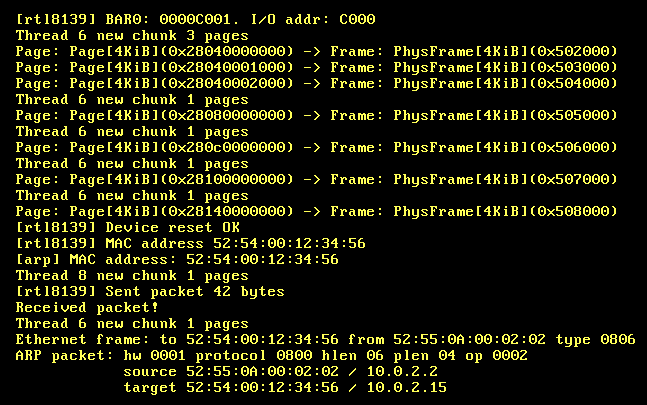 [rtl8139] BAR0: 0000C001. I/O addr: C000
Thread 6 new chunk 3 pages
Page: Page[4KiB](0x28040000000) -> Frame: PhysFrame[4KiB](0x502000)
Page: Page[4KiB](0x28040001000) -> Frame: PhysFrame[4KiB](0x503000)
Page: Page[4KiB](0x28040002000) -> Frame: PhysFrame[4KiB](0x504000)
Thread 6 new chunk 1 pages
Page: Page[4KiB](0x28080000000) -> Frame: PhysFrame[4KiB](0x505000)
Thread 6 new chunk 1 pages
Page: Page[4KiB](0x280c0000000) -> Frame: PhysFrame[4KiB](0x506000)
Thread 6 new chunk 1 pages
Page: Page[4KiB](0x28100000000) -> Frame: PhysFrame[4KiB](0x507000)
Thread 6 new chunk 1 pages
Page: Page[4KiB](0x28140000000) -> Frame: PhysFrame[4KiB](0x508000)
[rtl8139] Device reset OK
[rtl8139] MAC address 52:54:00:12:34:56
[arp] MAC address: 52:54:00:12:34:56
Thread 8 new chunk 1 pages
[rtl8139] Sent packet 42 bytes
Received packet!
Thread 6 new chunk 1 pages
Ethernet frame: to 52:54:00:12:34:56 from 52:55:0A:00:02:02 type 0806
ARP packet: hw 0001 protocol 0800 hlen 06 plen 04 op 0002
source 52:55:0A:00:02:02 / 10.0.2.2
target 52:54:00:12:34:56 / 10.0.2.15